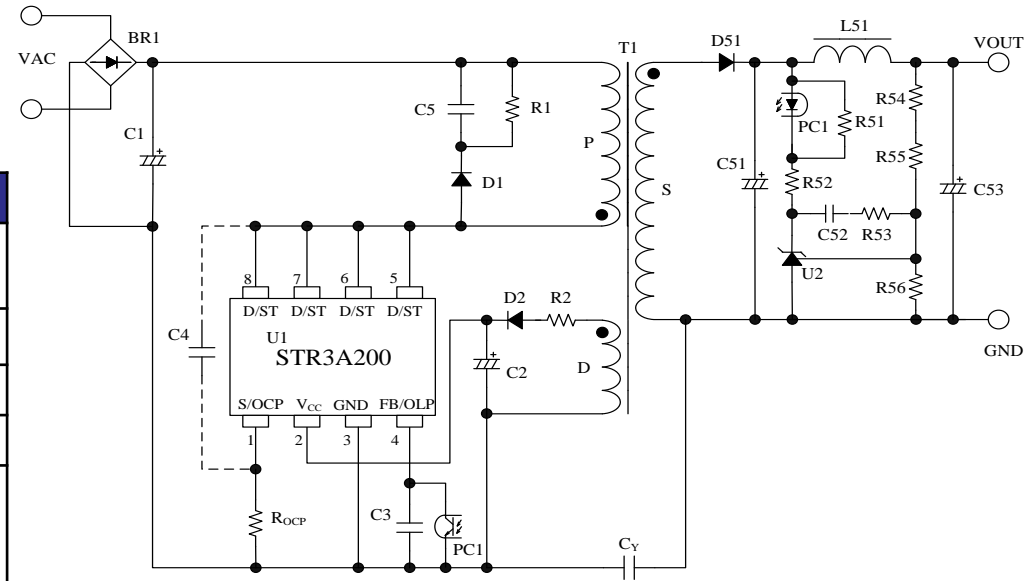 BR1
VAC
C1
C5
R1
D1
T1
P
S
D51
L51
VOUT
PC1
R51
R54
R55
C51
R52
C53
C52
R53
U2
R56
GND
8
7
6
5
D/ST
D/ST
D/ST
D/ST
C4
U1
STR3A200
S/OCP
VCC
GND
FB/OLP
1
2
3
4
D2
R2
C2
D
ROCP
C3
PC1
CY